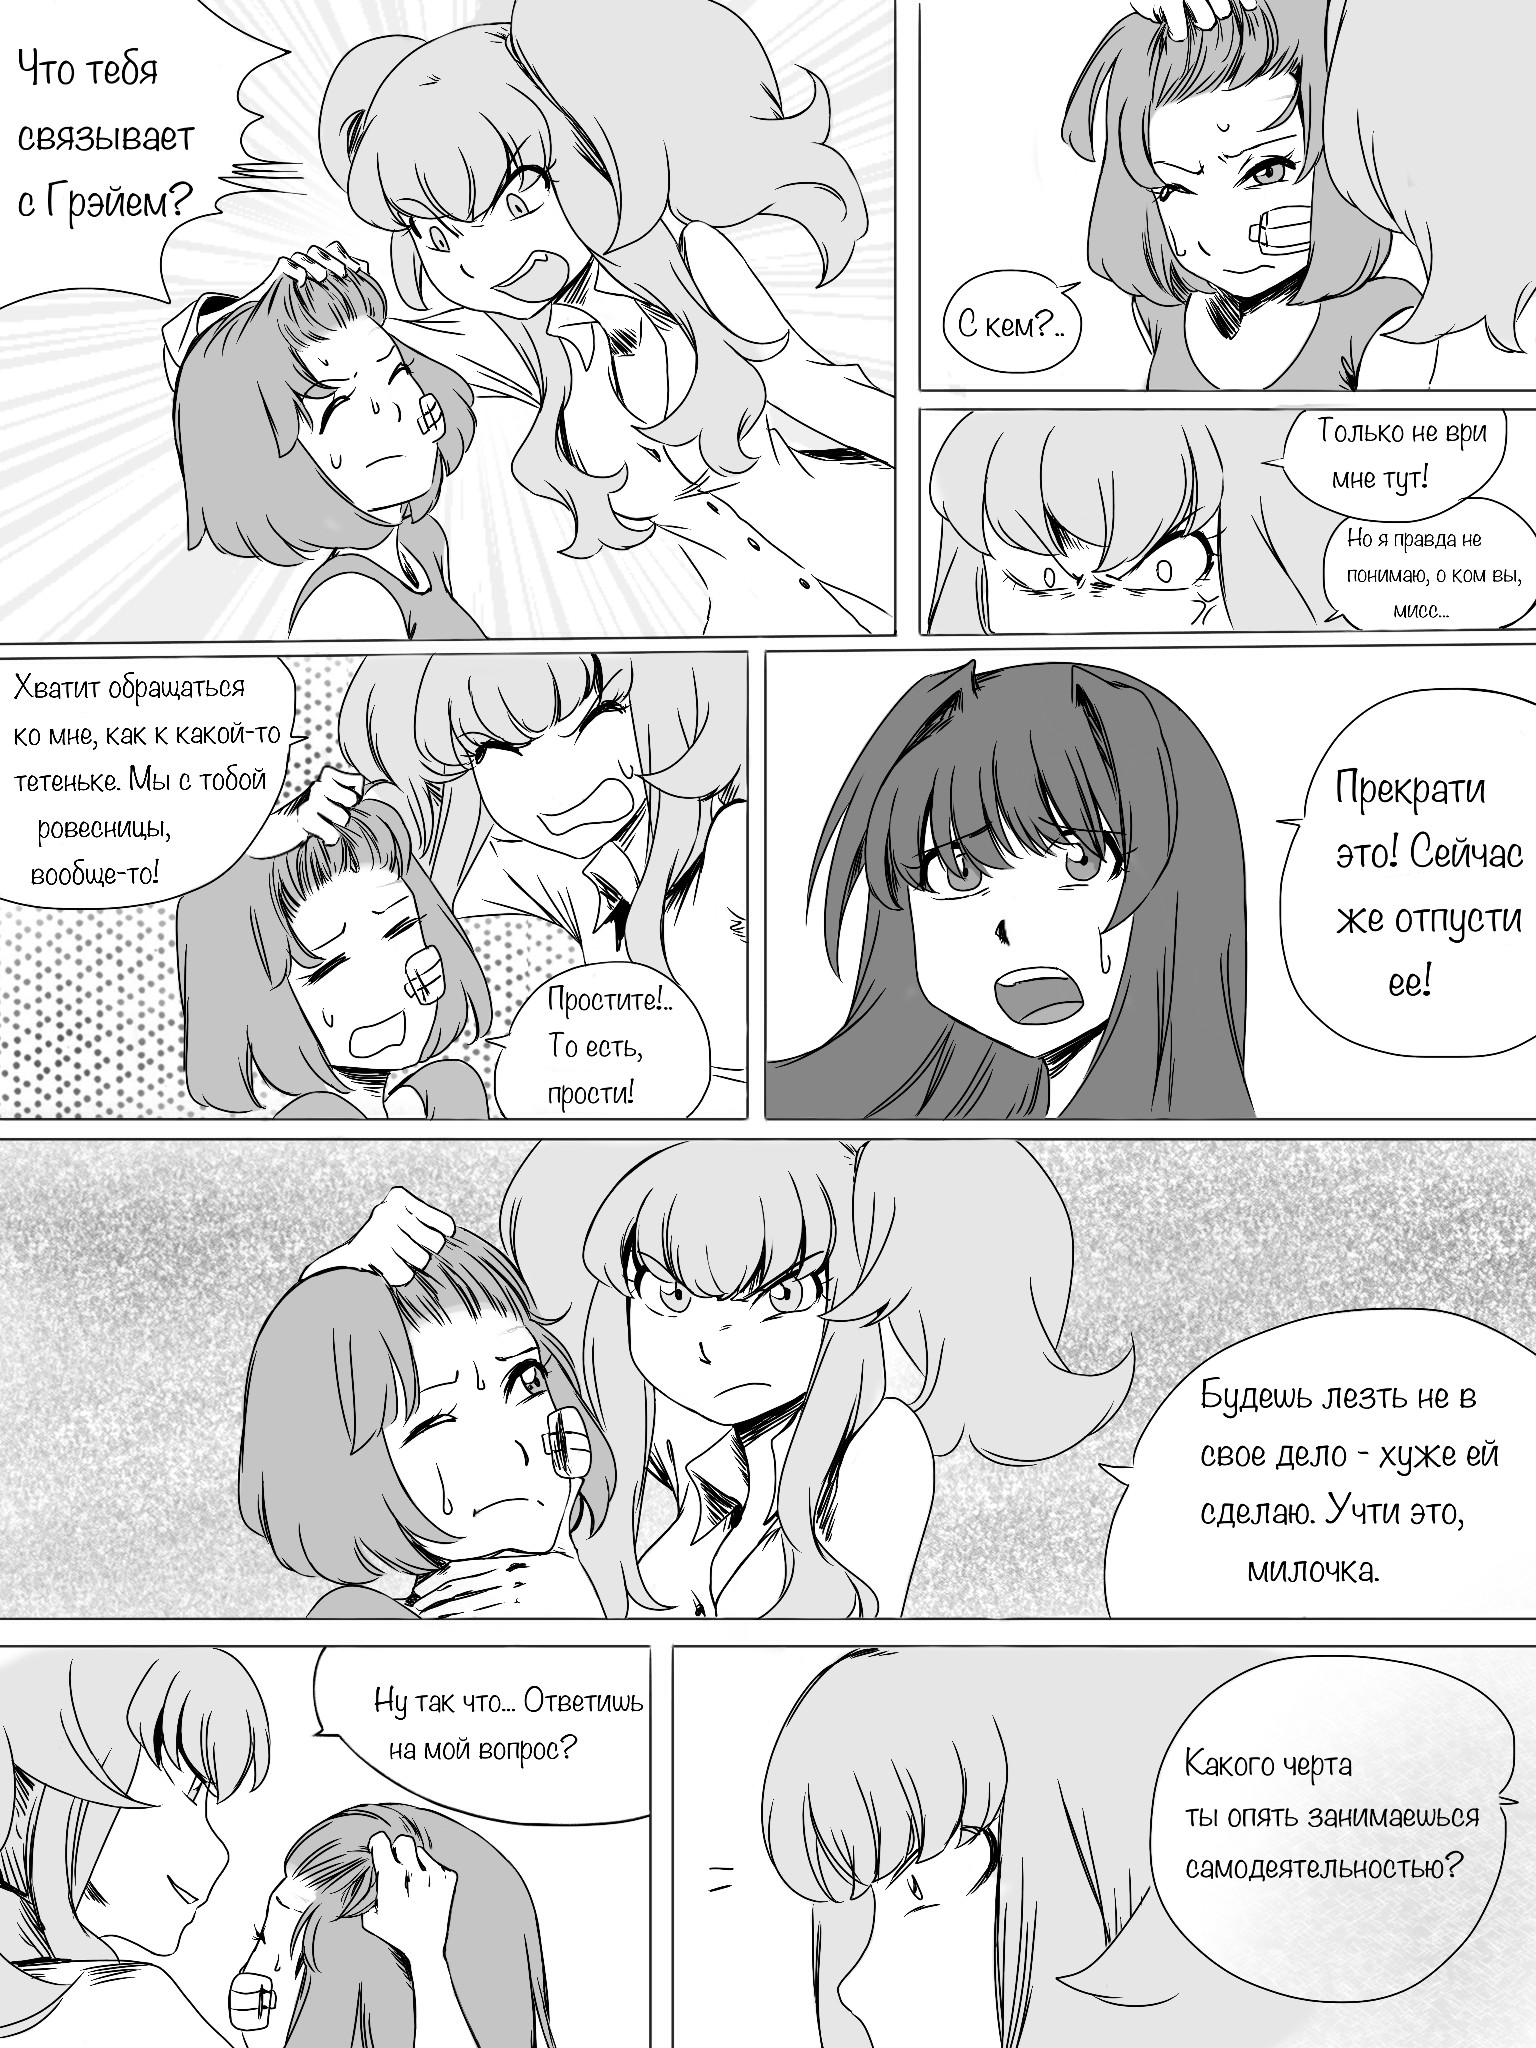 Что тебя
связывает
с Грэйем?
С кем?..
Только не ври
мне тут!
Но я правда не
понимаю, о ком вы,
мисс...
Хватит обращаться
ко мне, как к какой-то
тетеньке. Мы с тобой
ровесницы,
вообще-то!
Простите!..
То есть,
прости!
Прекрати
это! Сейчас
же отпусти
ее!
Будешь лезть не в
свое дело - хуже ей
сделаю. Учти это,
милочка.
Ну так что... Ответишь
на мой вопрос?
Какого черта
ты опять занимаешься
самодеятельностью?